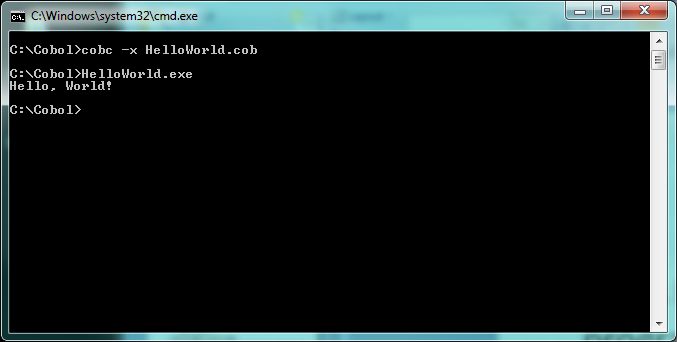 C:\Windows\system32\cmd.exe
C:\Cobol>cobc -x HelloWorld.cob
C:\Cobol>HelloWorld.exe
Hello, World!
C:\Cobol>